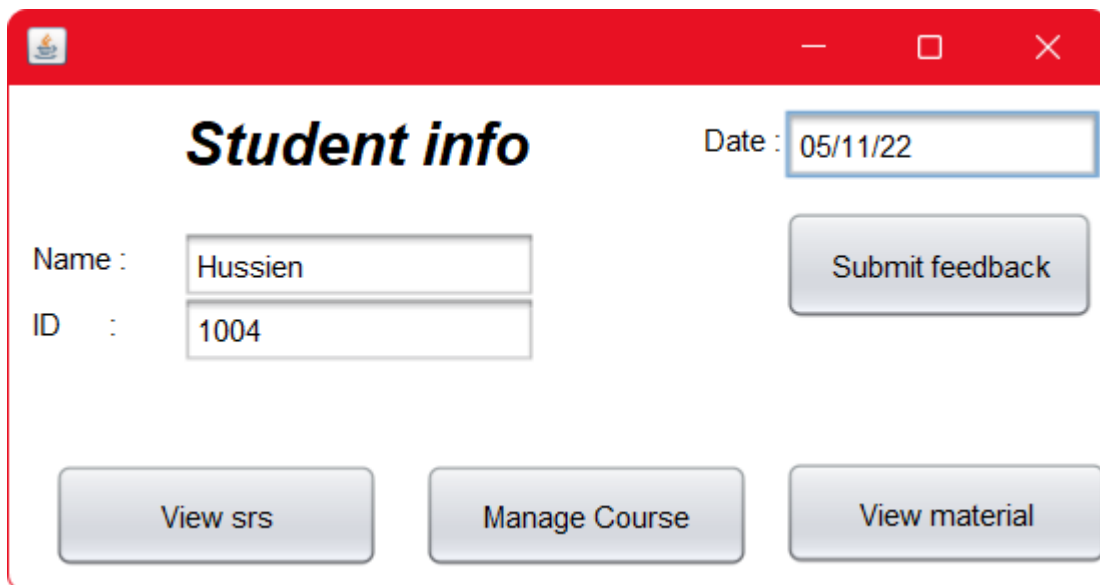 Student info
Date : 05/11/22
Submit feedback
Name : Hussien
ID : 1004
View srs
Manage Course
View material